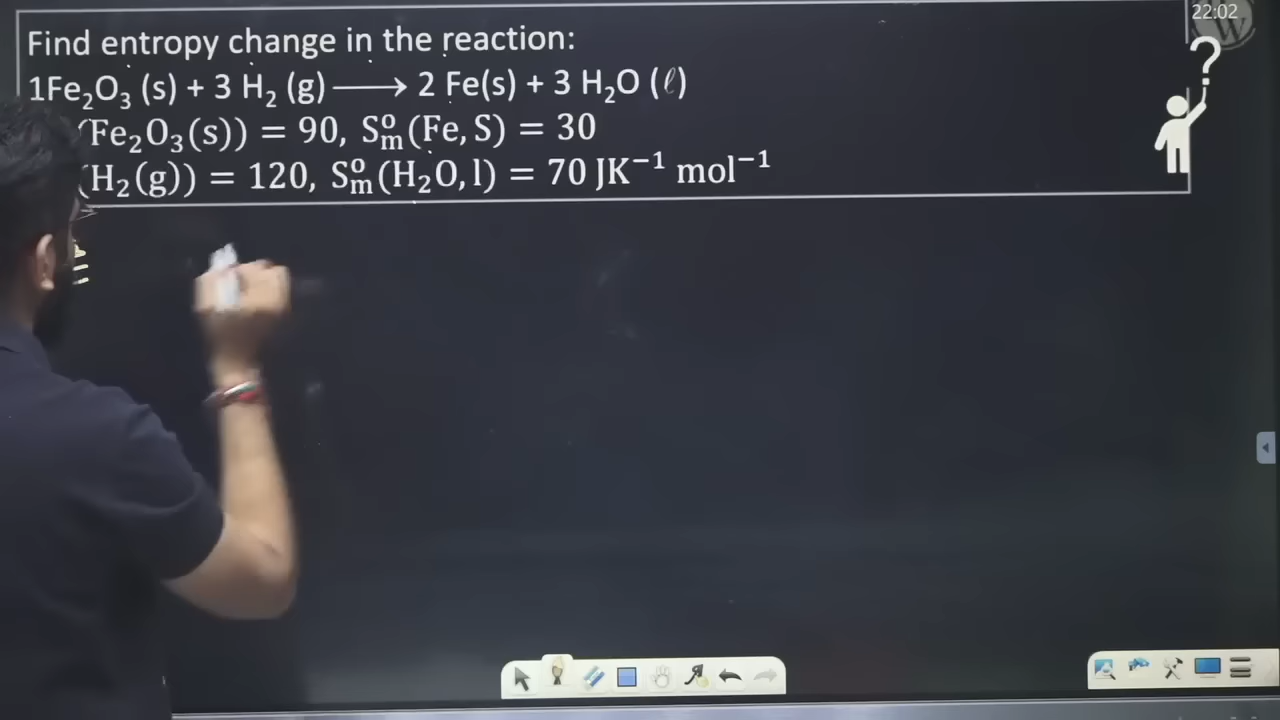 22:02
Find entropy change in the reaction:
1Fe₂O₃ (s) + 3 H₂ (g) ⟶ 2 Fe(s) + 3 H₂O (ℓ)
(Fe₂O₃(s)) = 90, S°ₘ(Fe, S) = 30
(H₂(g)) = 120, S°ₘ(H₂O, l) = 70 JK⁻¹ mol⁻¹
?